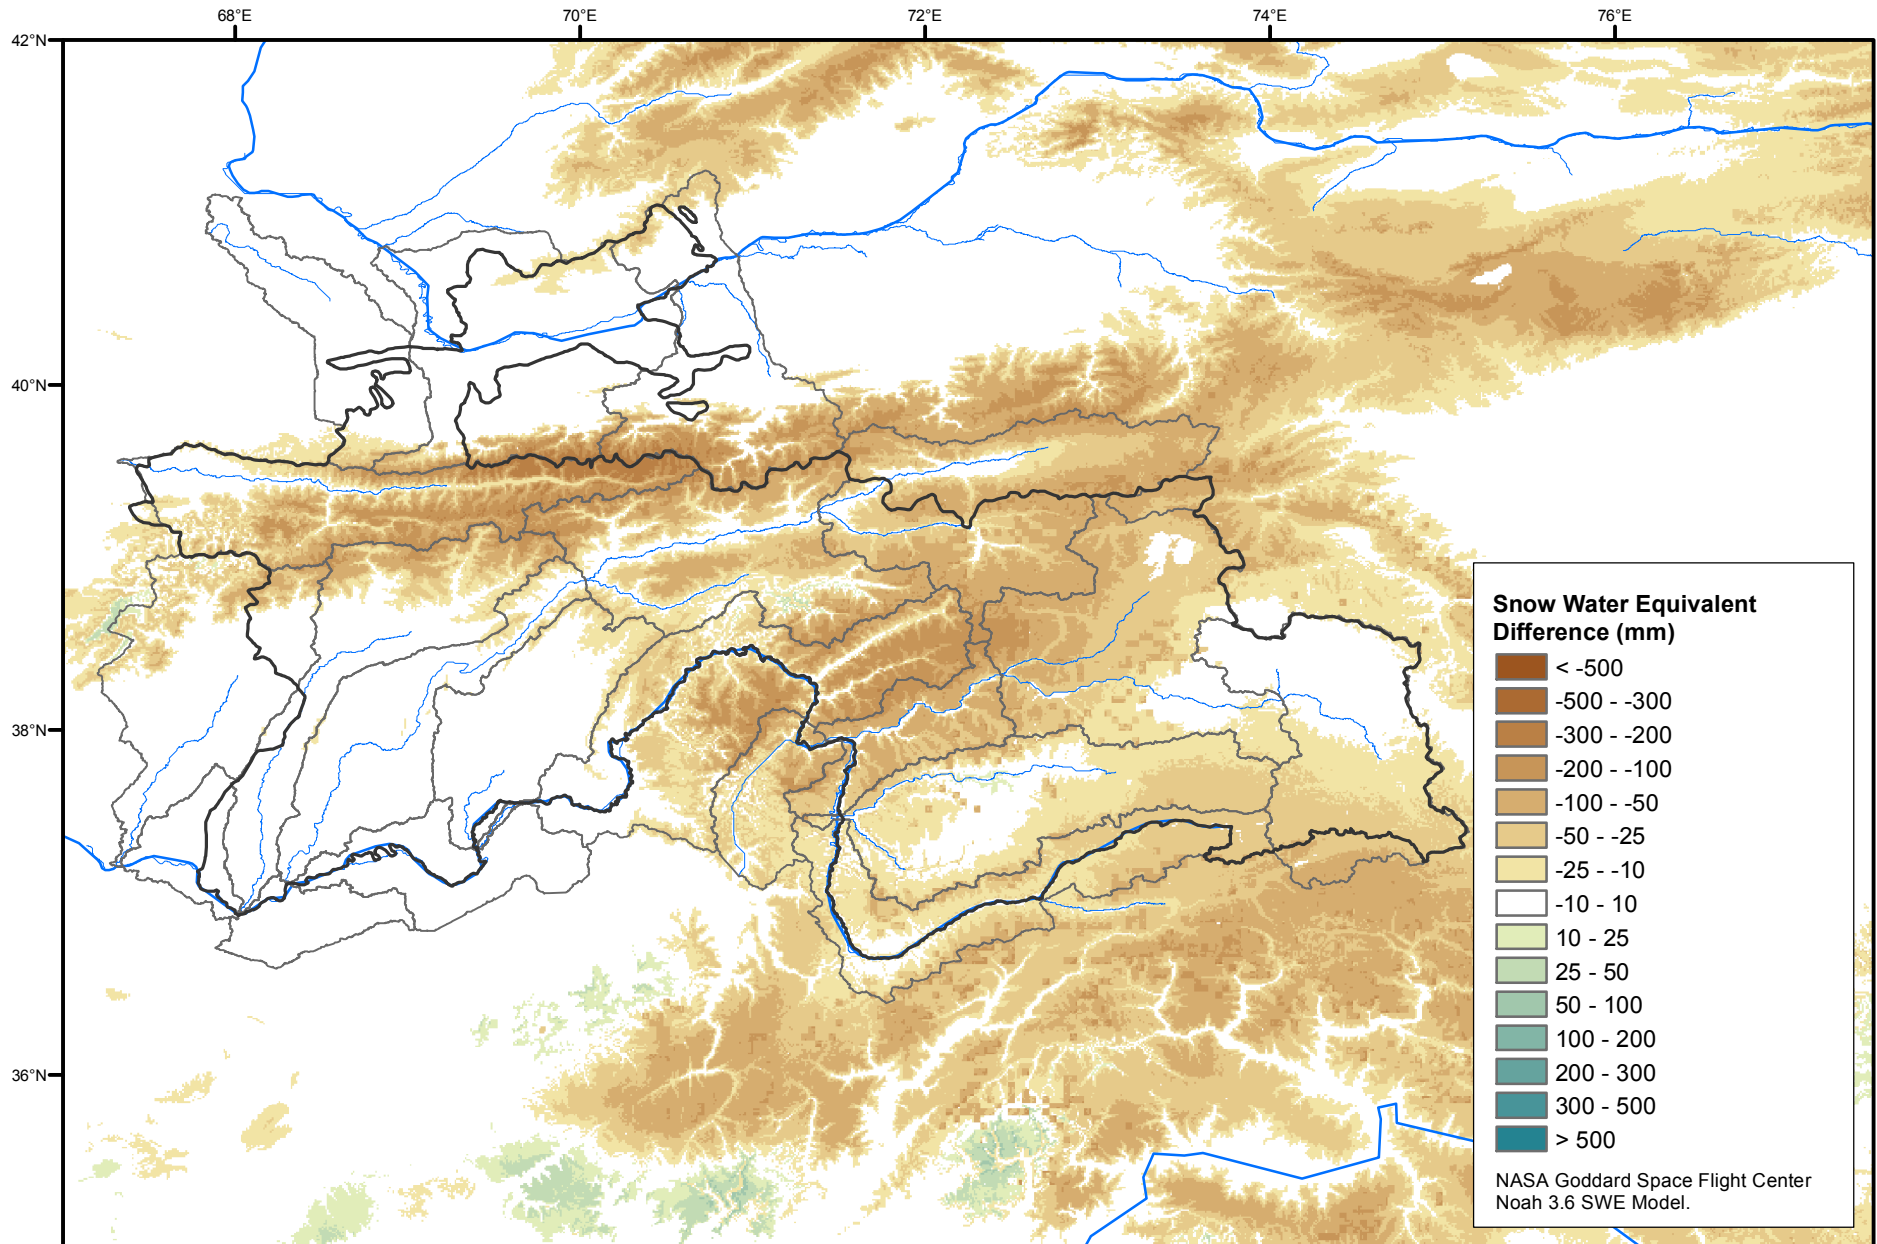 68°E 70°E 72°E 74°E 76°E
42°N
40°N
38°N
36°N
Snow Water Equivalent
Difference (mm)
< -500
-500 - -300
-300 - -200
-200 - -100
-100 - -50
-50 - -25
-25 - -10
-10 - 10
10 - 25
25 - 50
50 - 100
100 - 200
200 - 300
300 - 500
> 500
NASA Goddard Space Flight Center
Noah 3.6 SWE Model.